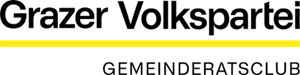 Grazer Volkspartei
GEMEINDERATSCLUB